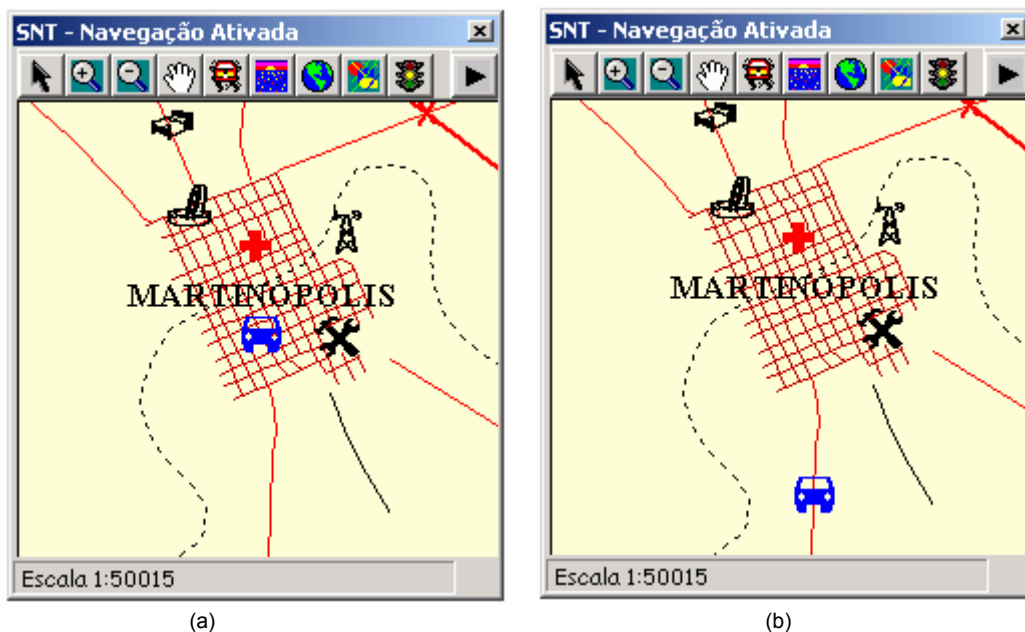 SNT - Navegação Ativada
MARTINÓPOLIS
Escala 1:50015
(a)
SNT - Navegação Ativada
MARTINÓPOLIS
Escala 1:50015
(b)